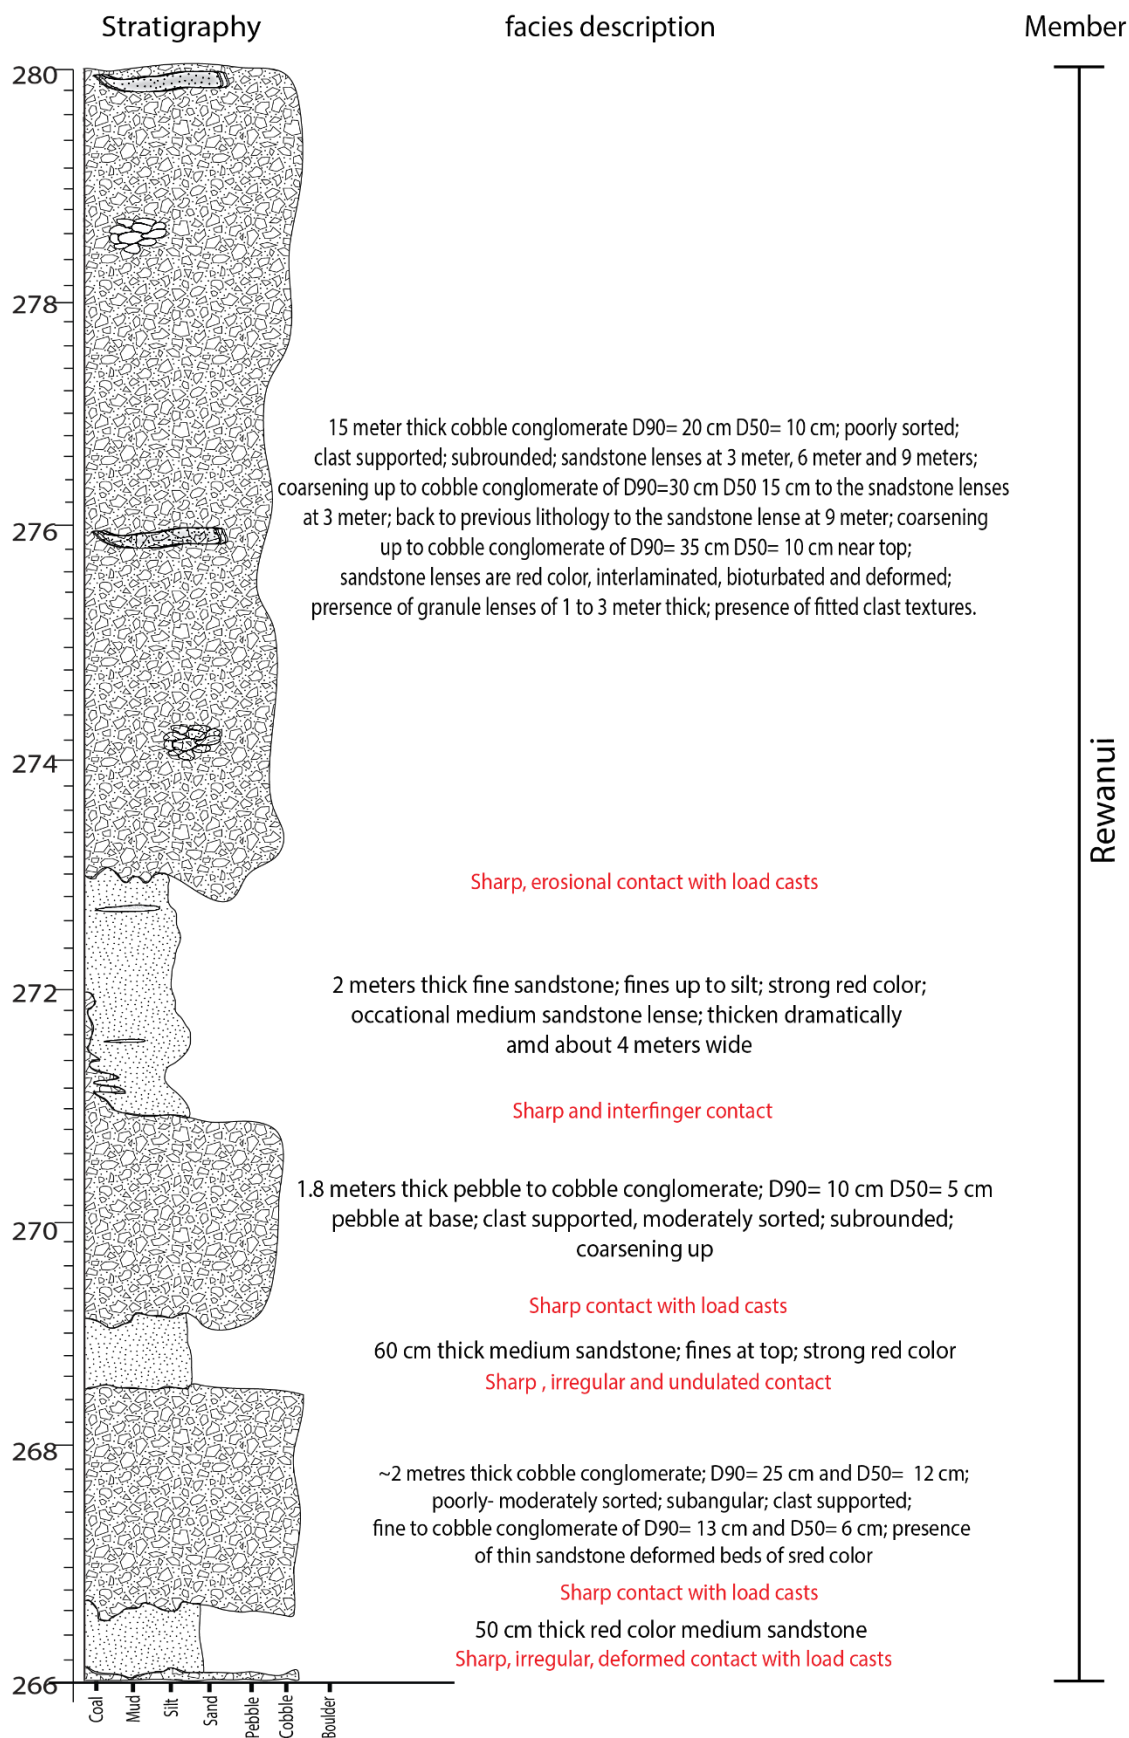 Stratigraphy facies description Member
280
278
15 meter thick cobble conglomerate D90= 20 cm D50= 10 cm; poorly sorted;
clast supported; subrounded; sandstone lenses at 3 meter, 6 meter and 9 meters;
coarsening up to cobble conglomerate of D90=30 cm D50 15 cm to the snadstone lenses
at 3 meter; back to previous lithology to the sandstone lense at 9 meter; coarsening
276
up to cobble conglomerate of D90= 35 cm D50= 10 cm near top;
sandstone lenses are red color, interlaminated, bioturbated and deformed;
prersence of granule lenses of 1 to 3 meter thick; presence of fitted clast textures.
274
Rewanui
Sharp, erosional contact with load casts
272
2 meters thick fine sandstone; fines up to silt; strong red color;
occational medium sandstone lense; thicken dramatically
amd about 4 meters wide
Sharp and interfinger contact
1.8 meters thick pebble to cobble conglomerate; D90= 10 cm D50= 5 cm
pebble at base; clast supported, moderately sorted; subrounded;
270
coarsening up
Sharp contact with load casts
60 cm thick medium sandstone; fines at top; strong red color
Sharp , irregular and undulated contact
268
~2 metres thick cobble conglomerate; D90= 25 cm and D50= 12 cm;
poorly- moderately sorted; subangular; clast supported;
fine to cobble conglomerate of D90= 13 cm and D50= 6 cm; presence
of thin sandstone deformed beds of sred color
Sharp contact with load casts
50 cm thick red color medium sandstone
Sharp, irregular, deformed contact with load casts
266
Coal
Mud
Silt
Sand
Pebble
Cobble
Boulder